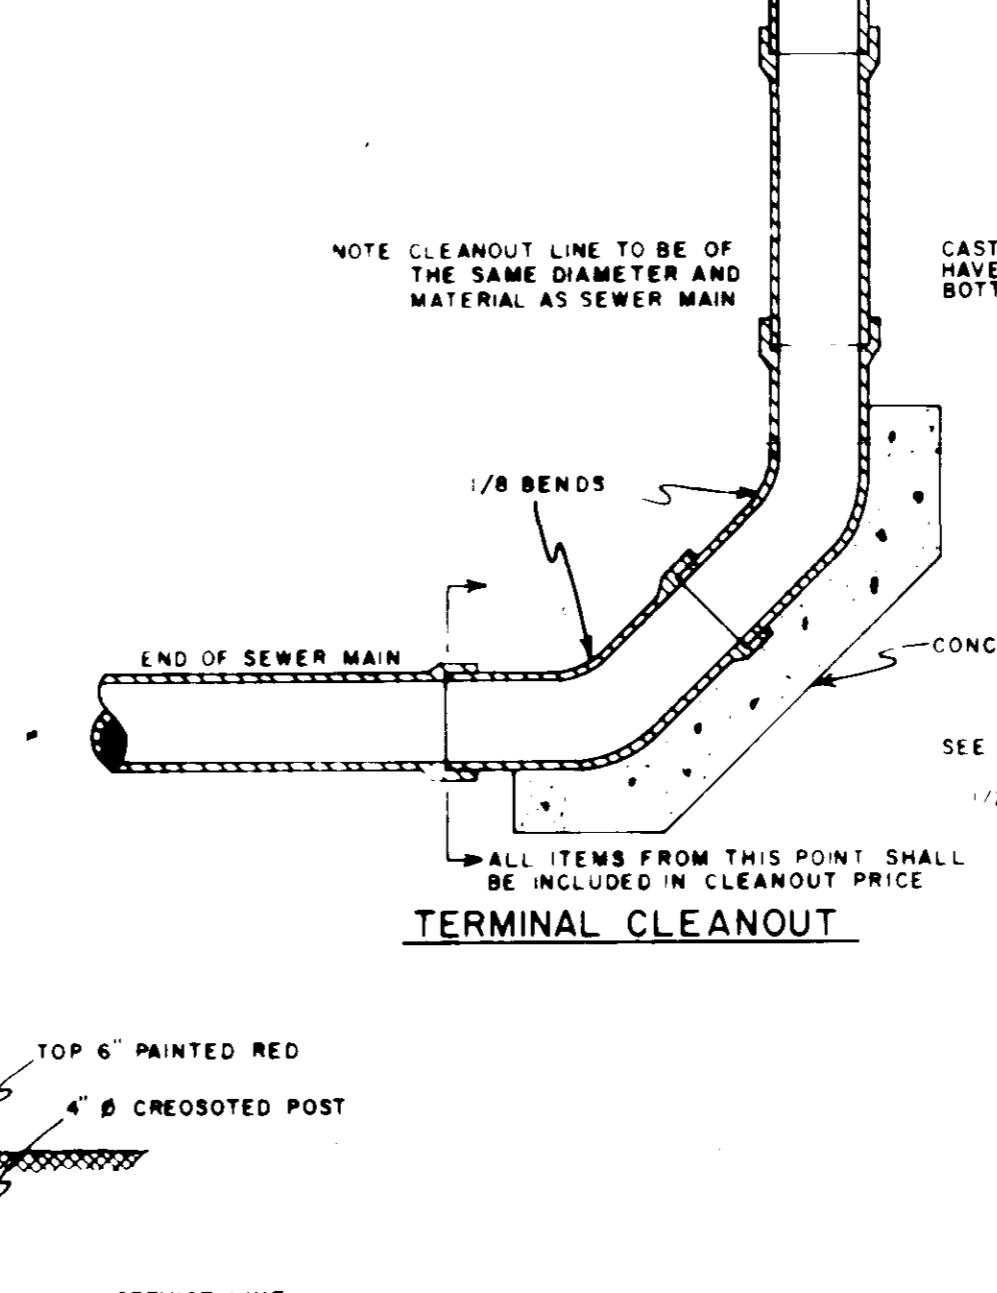 NOTE CLEANOUT LINE TO BE OF
THE SAME DIAMETER AND
MATERIAL AS SEWER MAIN
CAST
HAVE
BOTT
1/8 BENDS
END OF SEWER MAIN
CONC
SEE
ALL ITEMS FROM THIS POINT SHALL
BE INCLUDED IN CLEANOUT PRICE
TERMINAL CLEANOUT
TOP 6" PAINTED RED
4" Ø CREOSOTED POST